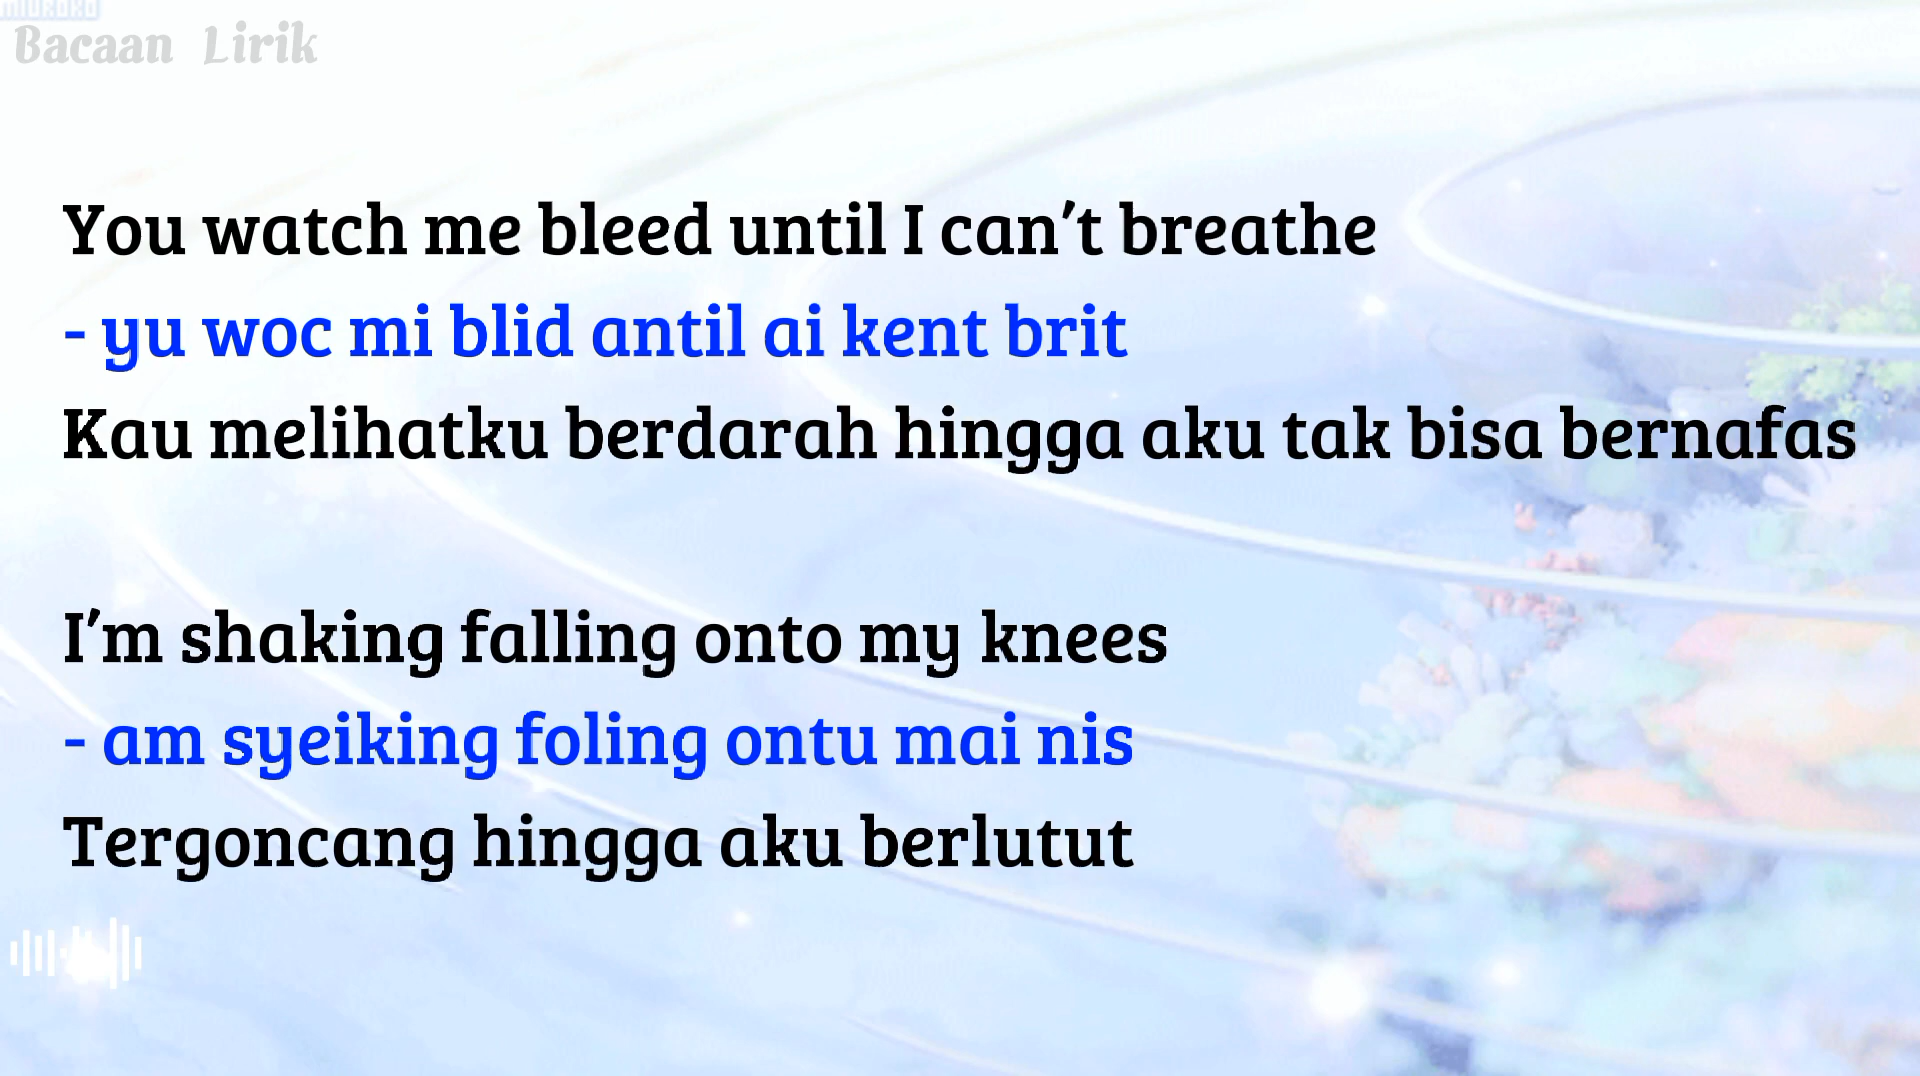 MIUROKO
Bacaan Lirik
You watch me bleed until I can't breathe
- yu woc mi blid antil ai kent brit
Kau melihatku berdarah hingga aku tak bisa bernafas
I'm shaking falling onto my knees
- am syeiking foling ontu mai nis
Tergoncang hingga aku berlutut